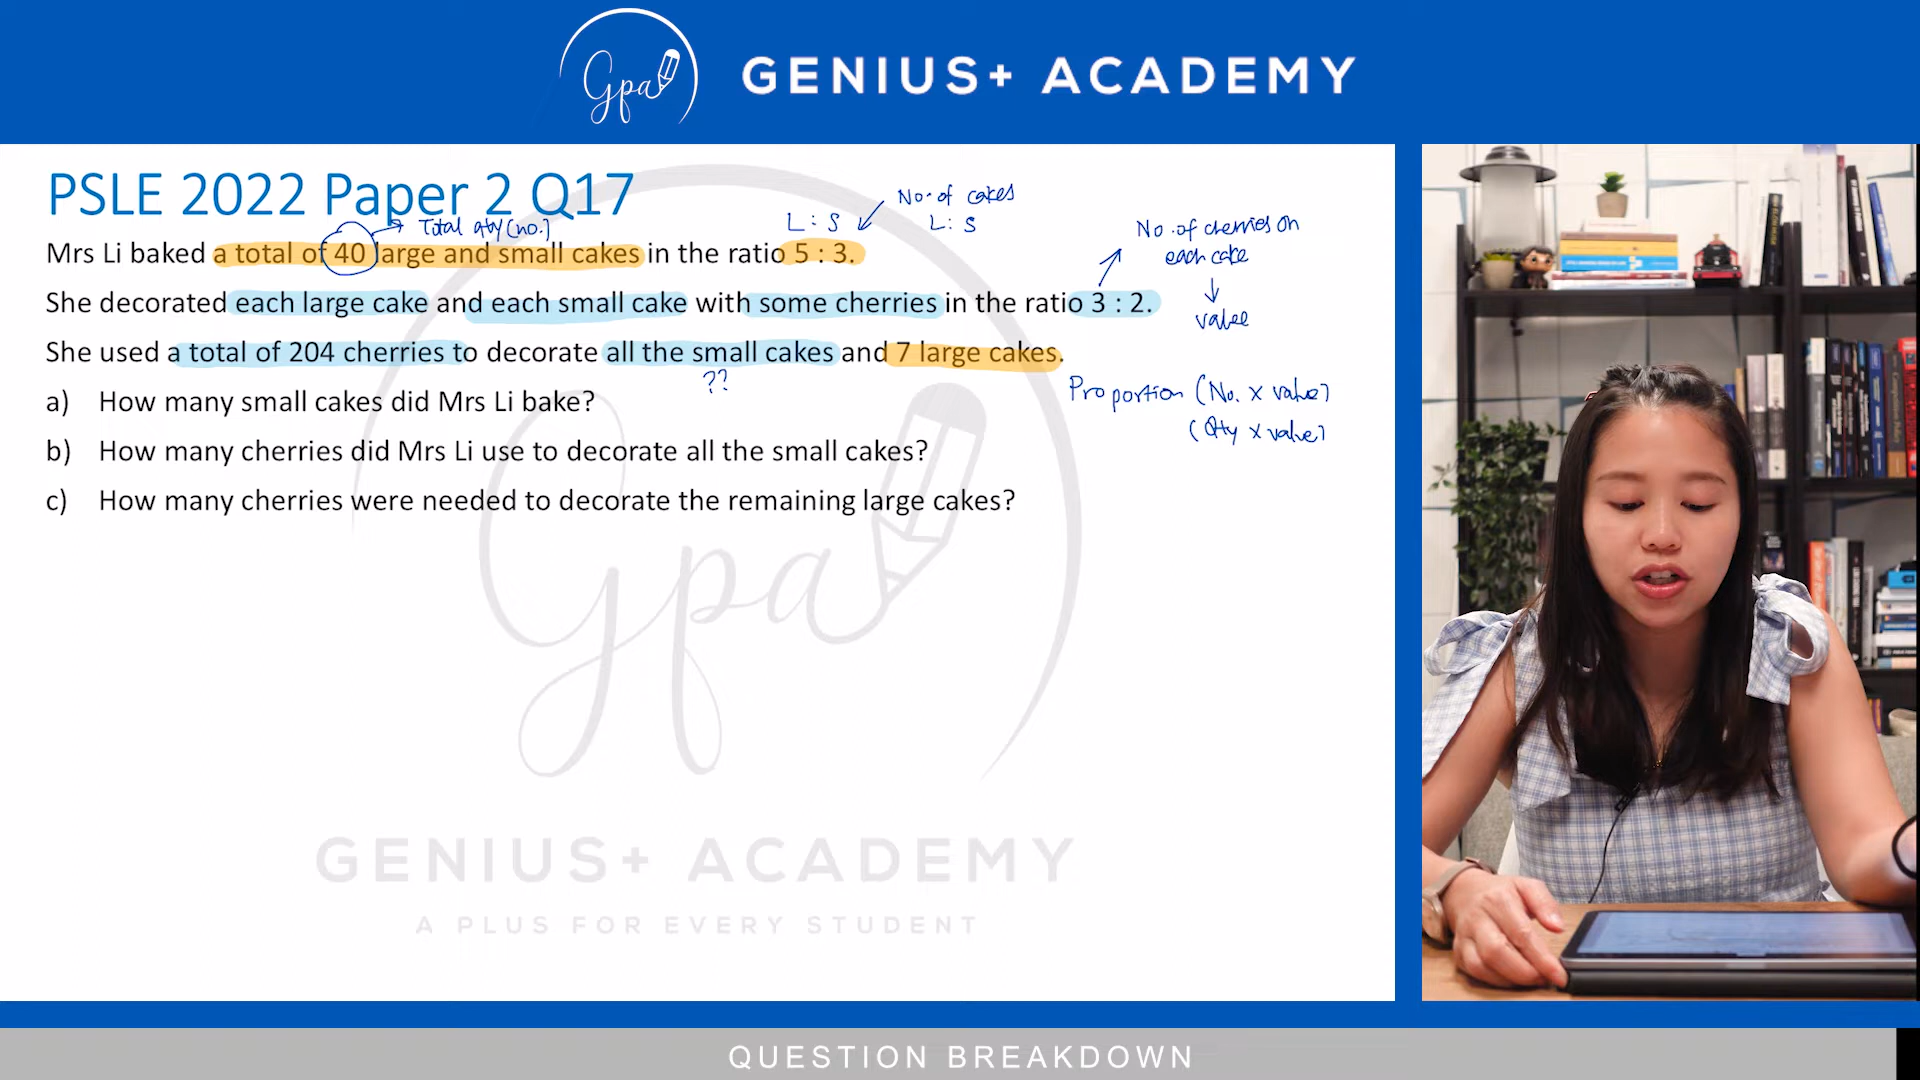 gpa
GENIUS+ ACADEMY
PSLE 2022 Paper 2 Q17
No. of cakes
L : S
L : S
Total qty (no.)
No. of cherries on
each cake
value
Mrs Li baked a total of 40 large and small cakes in the ratio 5 : 3.
She decorated each large cake and each small cake with some cherries in the ratio 3 : 2.
She used a total of 204 cherries to decorate all the small cakes and 7 large cakes.
??
a) How many small cakes did Mrs Li bake?
Proportion (No. x value)
(Qty x value)
b) How many cherries did Mrs Li use to decorate all the small cakes?
c) How many cherries were needed to decorate the remaining large cakes?
gpa
GENIUS+ ACADEMY
A PLUS FOR EVERY STUDENT
QUESTION BREAKDOWN